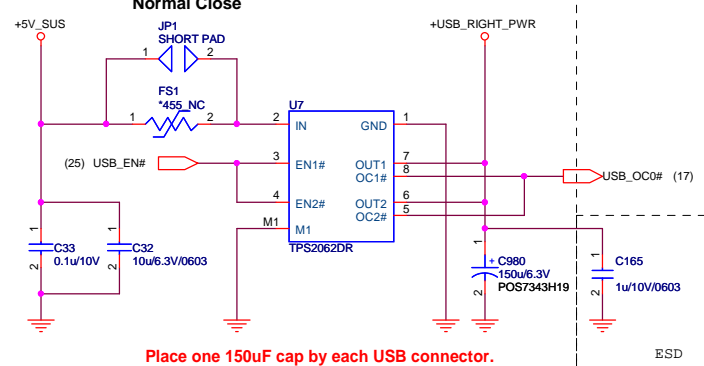 Normal Close
+5V_SUS
+USB_RIGHT_PWR
JP1
SHORT PAD
1
2
FS1
*455_NC
1
2
U7
2
IN
GND
1
(25) USB_EN#
3
EN1#
OUT1
7
OC1#
8
USB_OC0# (17)
4
EN2#
OUT2
6
OC2#
5
M1
M1
TPS2062DR
1
C33
0.1u/10V
2
1
C32
10u/6.3V/0603
2
1
+
C980
150u/6.3V
POS7343H19
2
1
C165
1u/10V/0603
2
Place one 150uF cap by each USB connector.
ESD